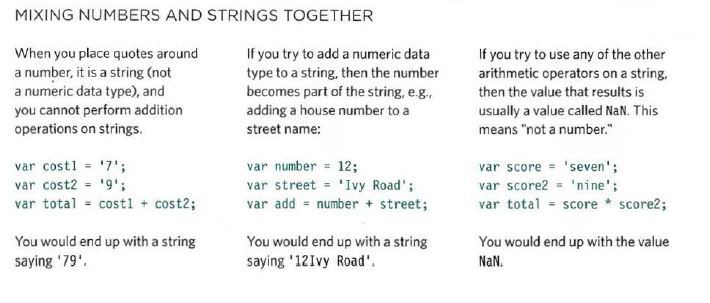 MIXING NUMBERS AND STRINGS TOGETHER
When you place quotes around
a number, it is a string (not
a numeric data type), and
you cannot perform addition
operations on strings.
var cost1 = '7';
var cost2 = '9';
var total = cost1 + cost2;
You would end up with a string
saying '79'.
If you try to add a numeric data
type to a string, then the number
becomes part of the string, e.g.,
adding a house number to a
street name:
var number = 12;
var street = 'Ivy Road';
var add = number + street;
You would end up with a string
saying '12Ivy Road'.
If you try to use any of the other
arithmetic operators on a string,
then the value that results is
usually a value called NaN. This
means "not a number."
var score = 'seven';
var score2 = 'nine';
var total = score * score2;
You would end up with the value
NaN.